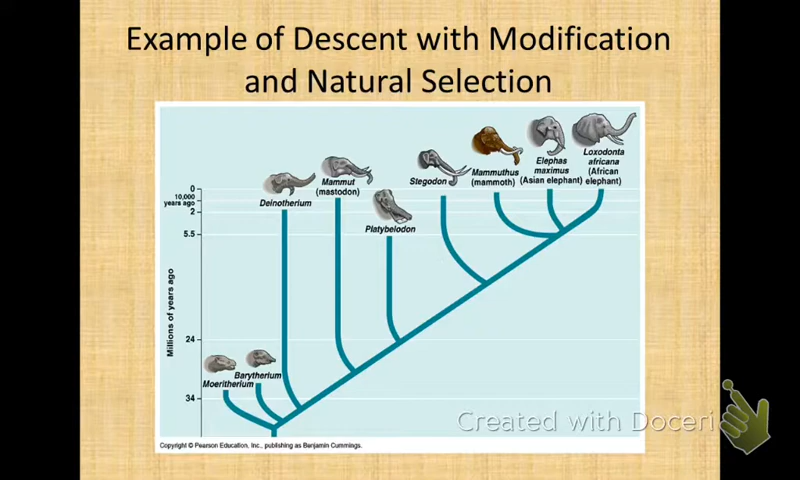 Example of Descent with Modification
and Natural Selection
Deinotherium
Mammut
(mastodon)
Platybelodon
Stegodon
Mammuthus
(mammoth)
Elephas
maximus
(Asian elephant)
Loxodonta
africana
(African
elephant)
Barytherium
Moeritherium
0
10,000
years ago
2
5.5
24
34
Millions of years ago
Created with Doceri
Copyright © Pearson Education, Inc., publishing as Benjamin Cummings.